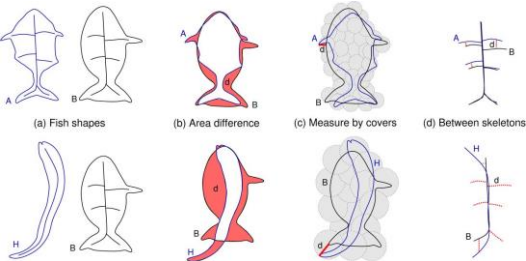 A
B
A
d
B
A
d
A
d
B
(a) Fish shapes
(b) Area difference
(c) Measure by covers
(d) Between skeletons
H
B
d
B
H
B
H
d
H
d
B